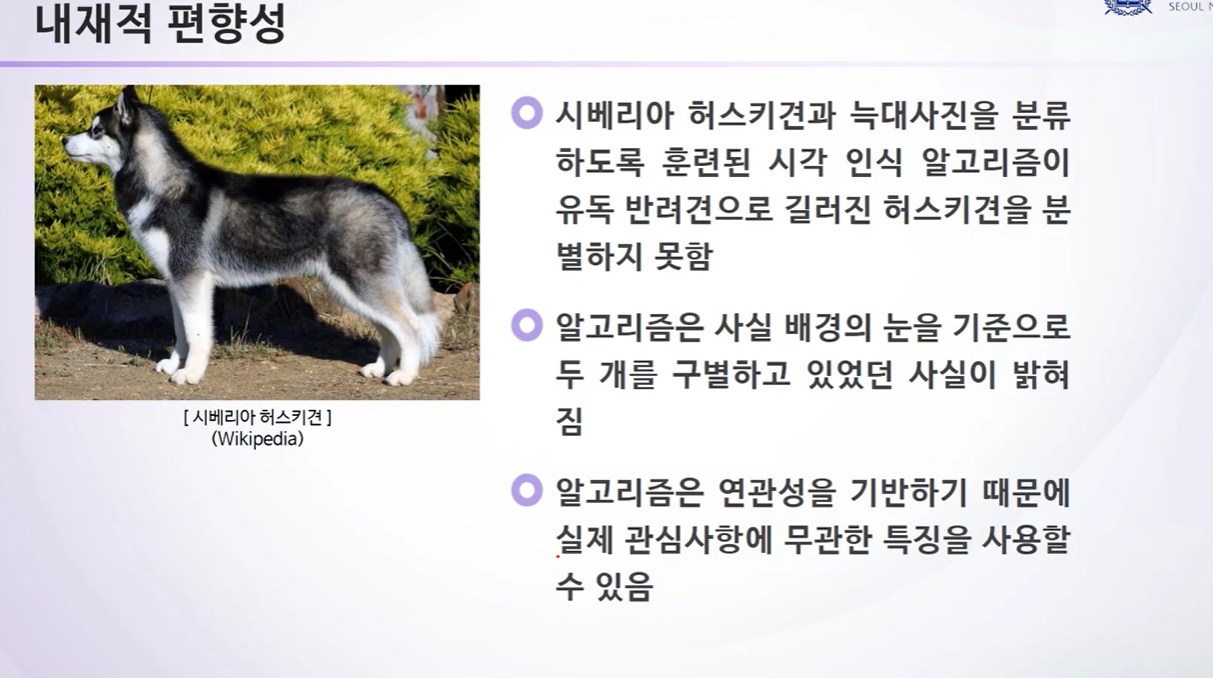 내재적 편향성
SEOUL N
시베리아 허스키견과 늑대사진을 분류
하도록 훈련된 시각 인식 알고리즘이
유독 반려견으로 길러진 허스키견을 분
별하지 못함
알고리즘은 사실 배경의 눈을 기준으로
두 개를 구별하고 있었던 사실이 밝혀
짐
알고리즘은 연관성을 기반하기 때문에
실제 관심사항에 무관한 특징을 사용할
수 있음
[ 시베리아 허스키견 ]
(Wikipedia)